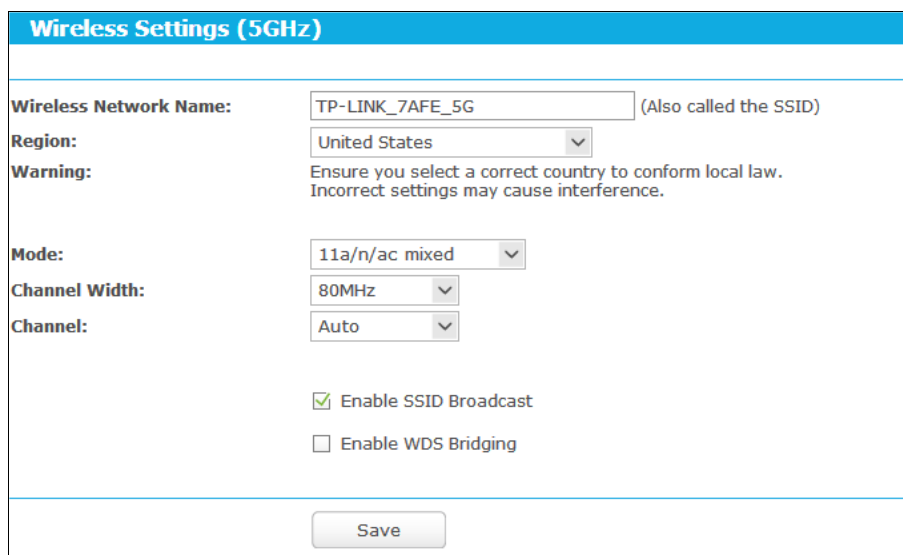 Wireless Settings (5GHz)
Wireless Network Name: TP-LINK_7AFE_5G (Also called the SSID)
Region: United States
Warning: Ensure you select a correct country to conform local law.
Incorrect settings may cause interference.
Mode: 11a/n/ac mixed
Channel Width: 80MHz
Channel: Auto
Enable SSID Broadcast
Enable WDS Bridging
Save